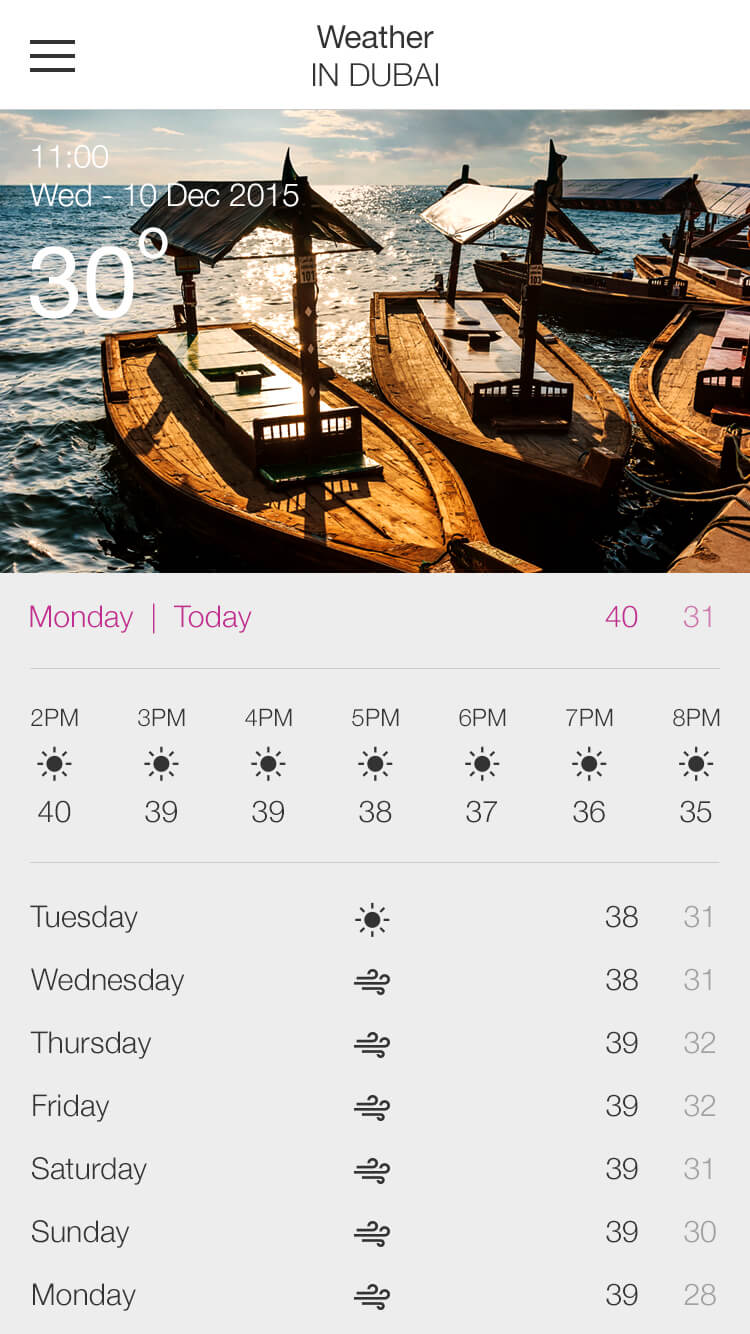 Weather
IN DUBAI
11:00
Wed - 10 Dec 2015
30°
Monday | Today 40 31
2PM 3PM 4PM 5PM 6PM 7PM 8PM
40 39 39 38 37 36 35
Tuesday 38 31
Wednesday 38 31
Thursday 39 32
Friday 39 32
Saturday 39 31
Sunday 39 30
Monday 39 28